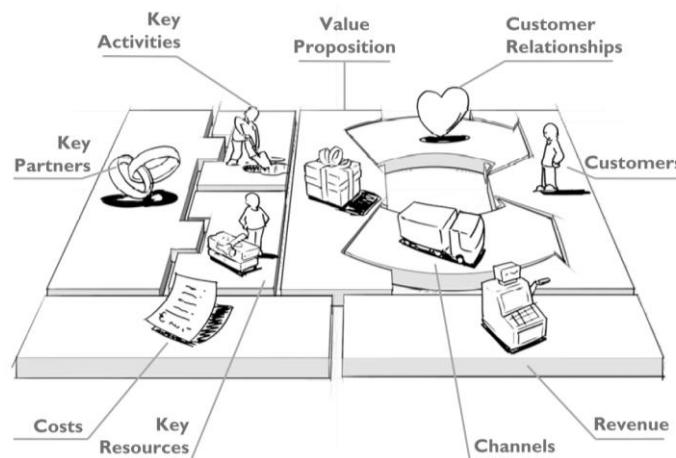 Key
Activities
Value
Proposition
Customer
Relationships
Key
Partners
Customers
Costs
Key
Resources
Channels
Revenue